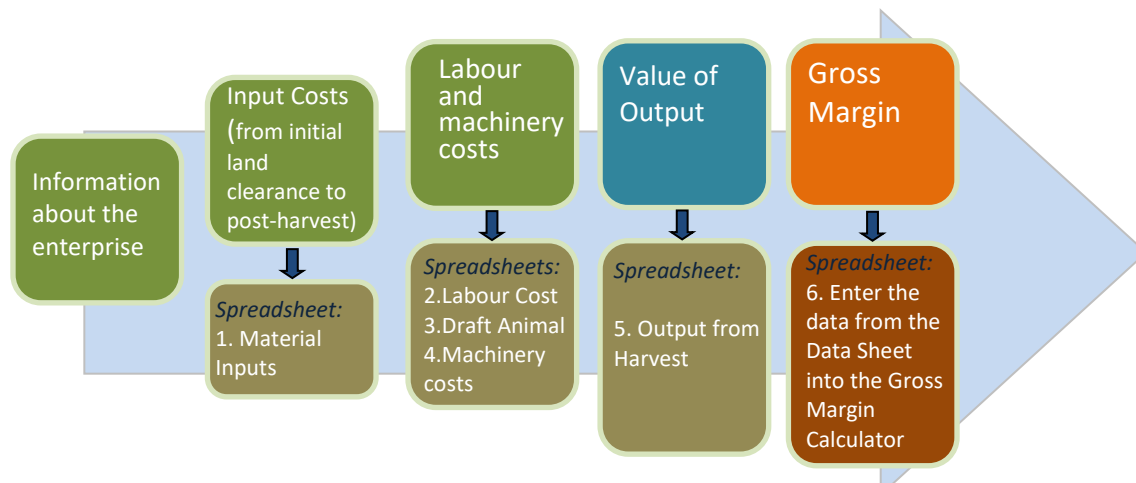 Information
about the
enterprise
Input Costs
(from initial
land
clearance to
post-harvest)
Spreadsheet:
1. Material
Inputs
Labour
and
machinery
costs
Spreadsheets:
2.Labour Cost
3.Draft Animal
4.Machinery
costs
Value of
Output
Spreadsheet:
5. Output from
Harvest
Gross
Margin
Spreadsheet:
6. Enter the
data from the
Data Sheet
into the Gross
Margin
Calculator